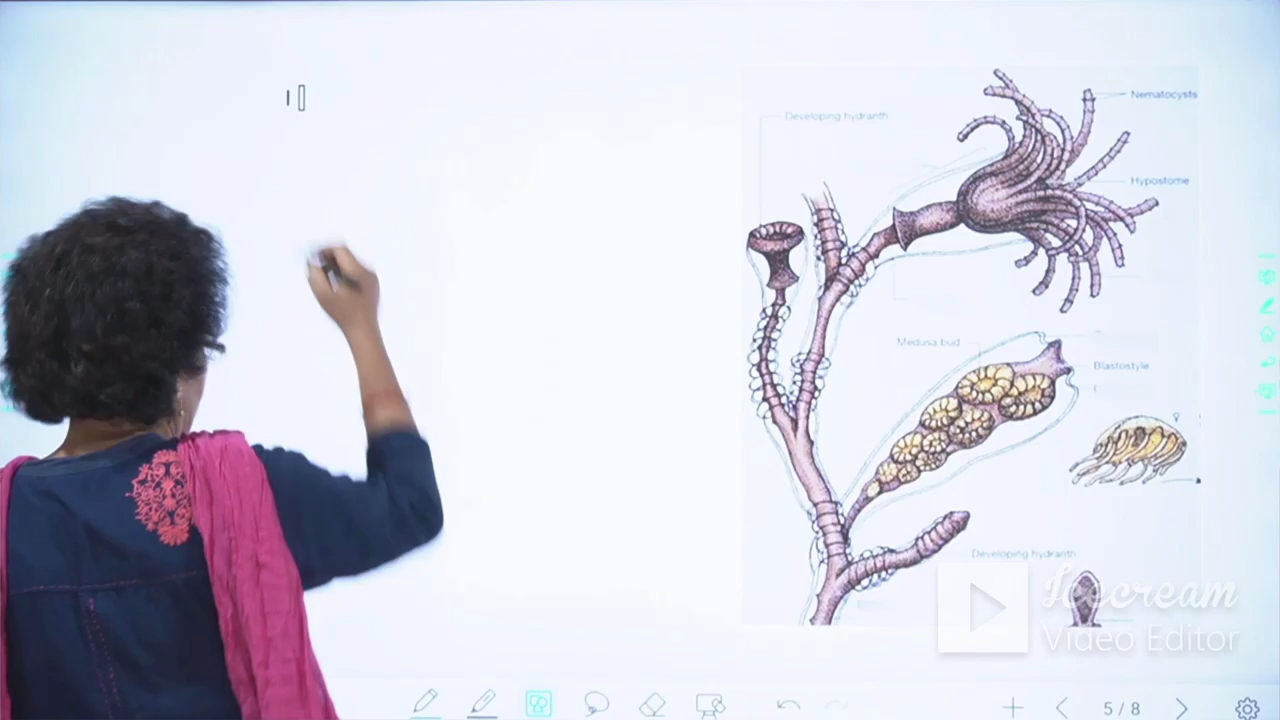 Nematocysts
Developing hydranth
Hypostome
Medusa bud
Blastostyle
Developing hydranth
Icecream
Video Editor
5 / 8